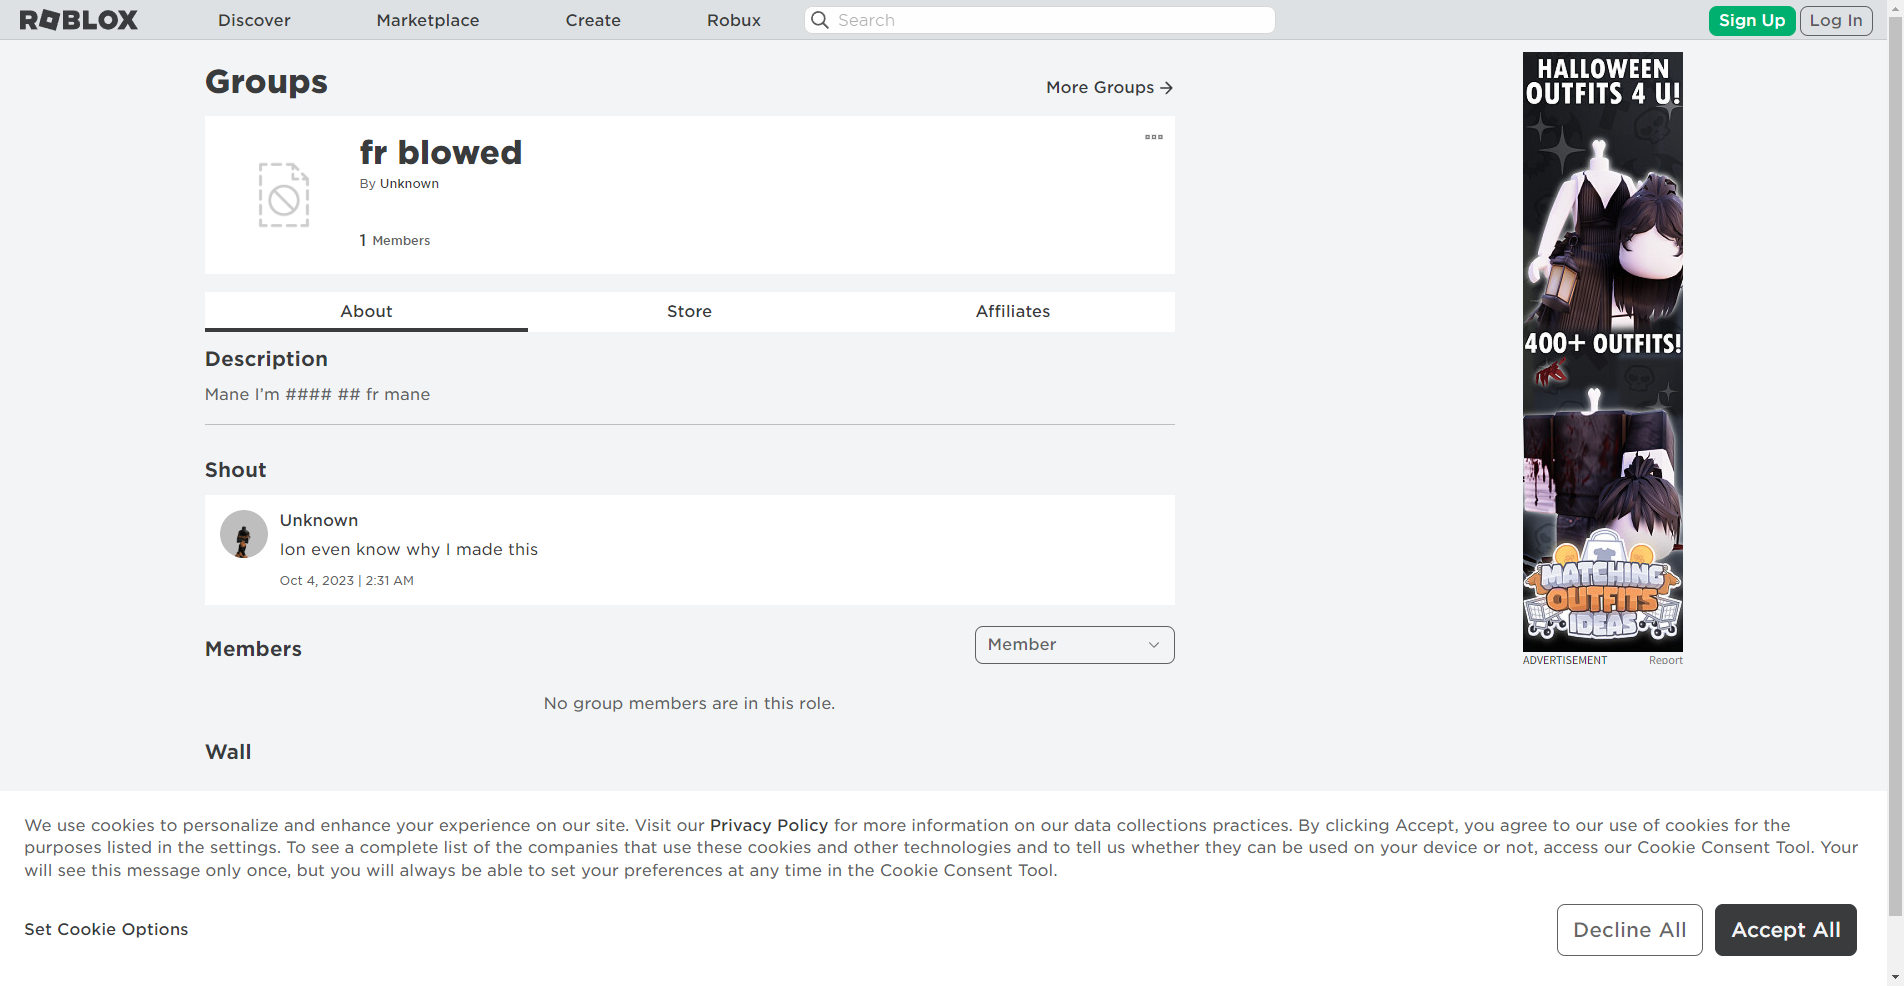 ROBLOX
Discover
Marketplace
Create
Robux
Search
Sign Up
Log In
Groups
More Groups
fr blowed
By Unknown
1 Members
About
Store
Affiliates
Description
Mane I’m #### ## fr mane
Shout
Unknown
Ion even know why I made this
Oct 4, 2023 | 2:31 AM
Members
Member
No group members are in this role.
Wall
HALLOWEEN
OUTFITS 4 U!
400+ OUTFITS!
MATCHING
OUTFITS
IDEAS
ADVERTISEMENT
Report
We use cookies to personalize and enhance your experience on our site. Visit our Privacy Policy for more information on our data collections practices. By clicking Accept, you agree to our use of cookies for the
purposes listed in the settings. To see a complete list of the companies that use these cookies and other technologies and to tell us whether they can be used on your device or not, access our Cookie Consent Tool. Your
will see this message only once, but you will always be able to set your preferences at any time in the Cookie Consent Tool.
Set Cookie Options
Decline All
Accept All